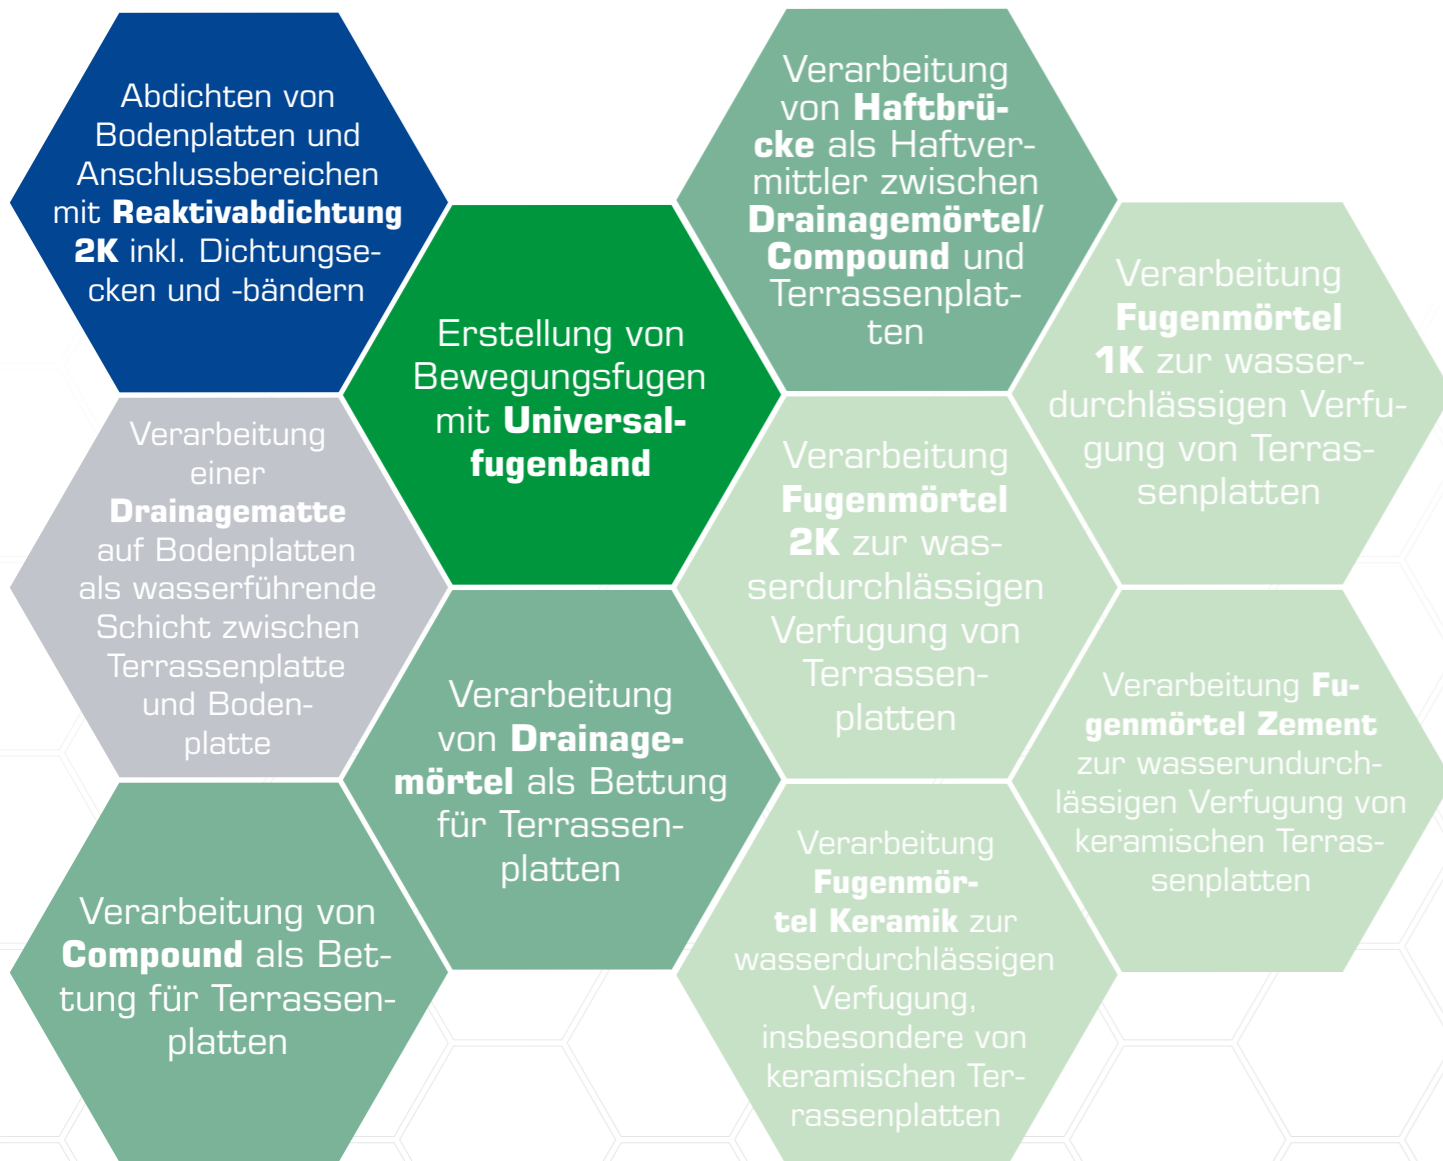 Abdichten von
Bodenplatten und
Anschlussbereichen
mit Reaktivabdichtung
2K inkl. Dichtungse-
cken und -bändern
Verarbeitung
einer
Drainagematte
auf Bodenplatten
als wasserführende
Schicht zwischen
Terrassenplatte
und Boden-
platte
Verarbeitung von
Compound als Bet-
tung für Terrassen-
platten
Erstellung von
Bewegungsfugen
mit Universal-
fugenband
Verarbeitung
von Drainage-
mörtel als Bettung
für Terrassen-
platten
Verarbeitung
von Haftbrü-
cke als Haftver-
mittler zwischen
Drainagemörtel/
Compound und
Terrassenplat-
ten
Verarbeitung
Fugenmörtel
2K zur was-
serdurchlässigen
Verfugung von
Terrassen-
platten
Verarbeitung
Fugenmör-
tel Keramik zur
wasserdurchlässigen
Verfugung,
insbesondere von
keramischen Ter-
rassenplatten
Verarbeitung
Fugenmörtel
1K zur wasser-
durchlässigen Verfu-
gung von Terras-
senplatten
Verarbeitung Fu-
genmörtel Zement
zur wasserundurch-
lässigen Verfugung von
keramischen Terras-
senplatten